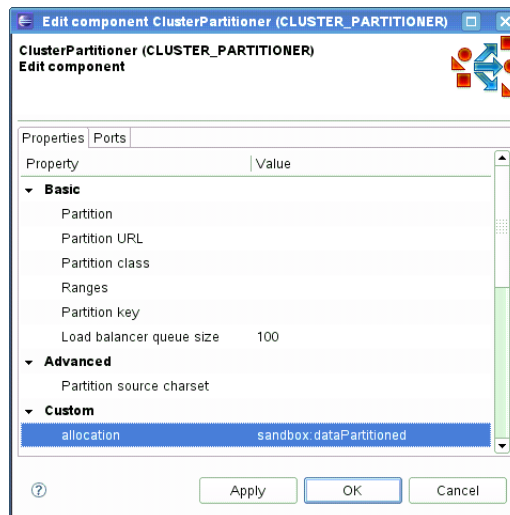 Edit component ClusterPartitioner (CLUSTER_PARTITIONER)
ClusterPartitioner (CLUSTER_PARTITIONER)
Edit component
Properties Ports
Property Value
Basic
Partition
Partition URL
Partition class
Ranges
Partition key
Load balancer queue size 100
Advanced
Partition source charset
Custom
allocation sandbox:dataPartitioned
? Apply OK Cancel